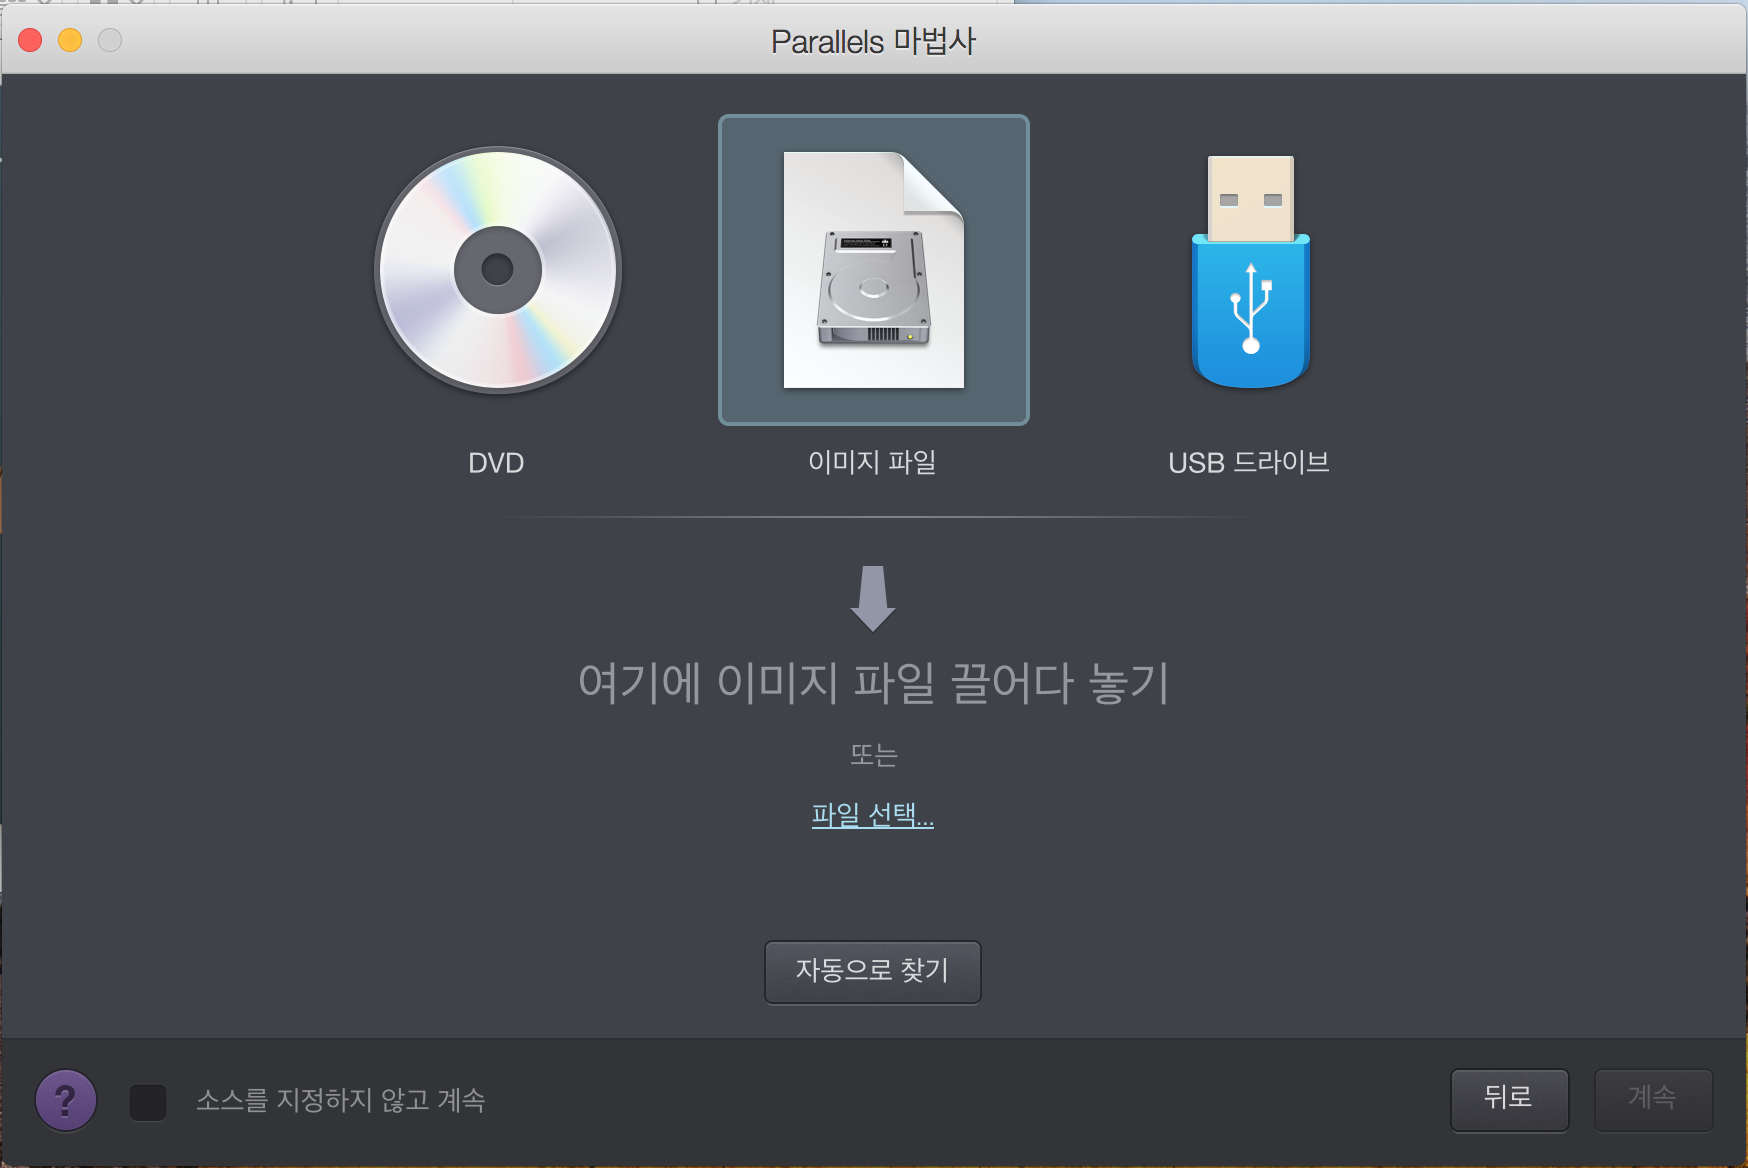 Parallels 마법사
DVD
이미지 파일
USB 드라이브
여기에 이미지 파일 끌어다 놓기
또는
파일 선택...
자동으로 찾기
?
소스를 지정하지 않고 계속
뒤로
계속